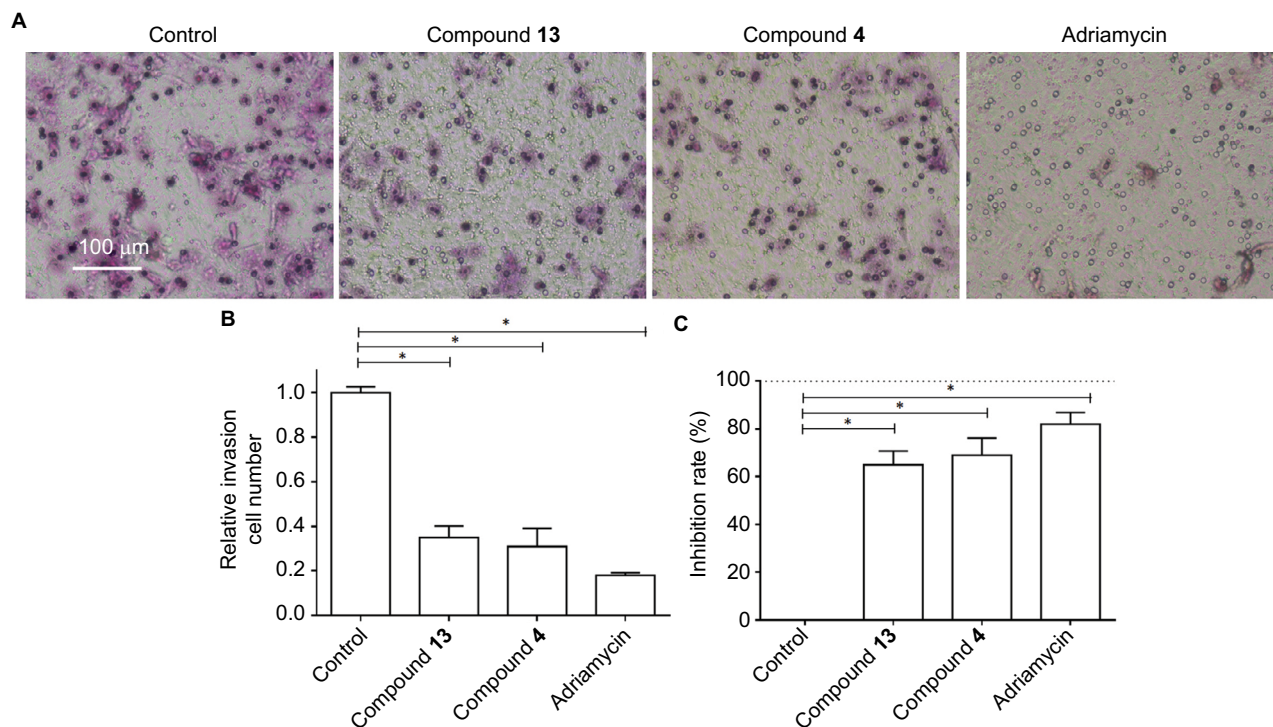 A
Control
Compound 13
Compound 4
Adriamycin
100 μm
B
*
*
*
Relative invasion
cell number
1.0
0.8
0.6
0.4
0.2
0.0
Control
Compound 13
Compound 4
Adriamycin
C
*
*
*
Inhibition rate (%)
100
80
60
40
20
0
Control
Compound 13
Compound 4
Adriamycin